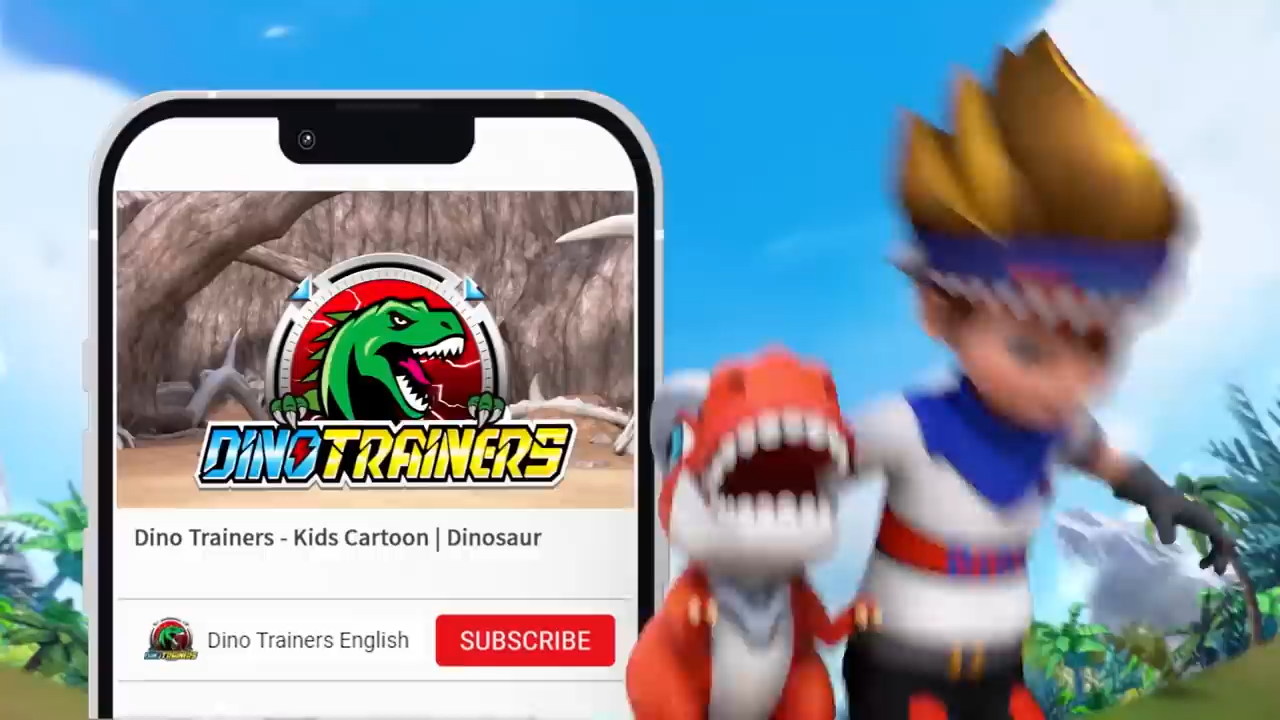 DINOTRAINERS
Dino Trainers - Kids Cartoon | Dinosaur
Dino Trainers English
SUBSCRIBE